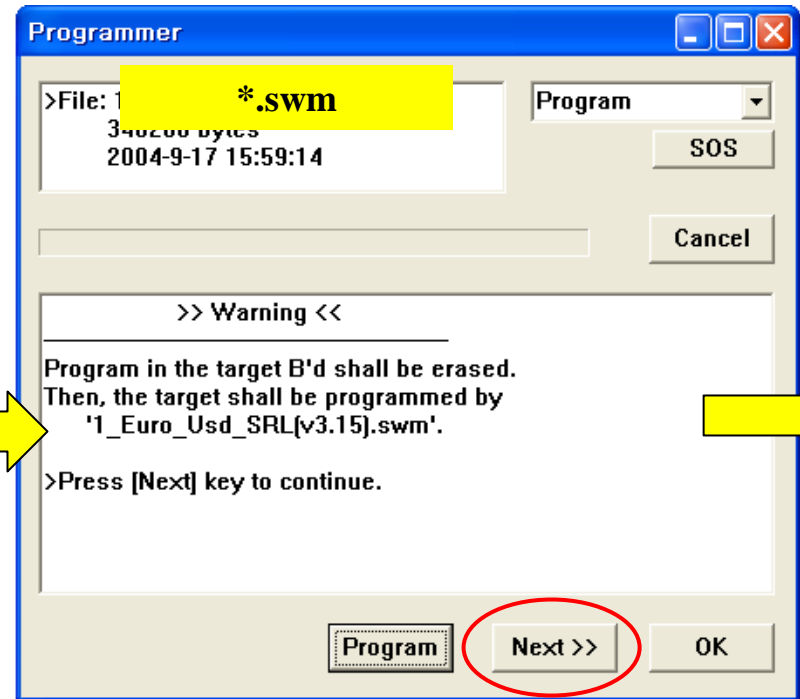 Programmer
*.swm
>File: 1
bytes
2004-9-17 15:59:14
Program
SOS
Cancel
>> Warning <<
Program in the target B'd shall be erased.
Then, the target shall be programmed by
'1_Euro_Usd_SRL(v3.15).swm'.
>Press [Next] key to continue.
Program
Next >>
OK